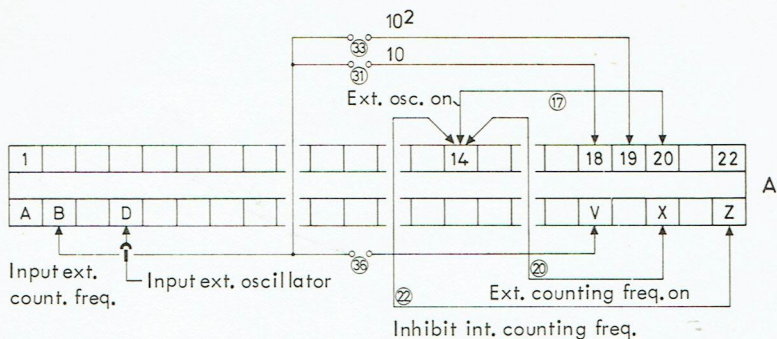 10²
㉝
10
㉛
Ext. osc. on
⑰
1 14 18 19 20 22
A
A B D V X Z
Input ext.
count. freq.
Input ext. oscillator
㊱
⑳
Ext. counting freq. on
㉒
Inhibit int. counting freq.